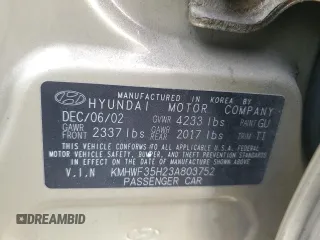 MANUFACTURED IN KOREA BY
HYUNDAI MOTOR COMPANY
DEC/06/02 GVWR 4233 lbs PAINT GU
GAWR FRONT 2337 lbs GAWR REAR 2017 lbs TRIM TI
THIS VEHICLE CONFORMS TO ALL APPLICABLE U.S.A. FEDERAL
MOTOR VEHICLE SAFETY, BUMPER, AND THEFT PREVENTION STANDARDS
IN EFFECT ON THE DATE OF MANUFACTURE SHOWN ABOVE.
V.I.N KMHWF35H23A803752
PASSENGER CAR
© AUTOBIDMASTER